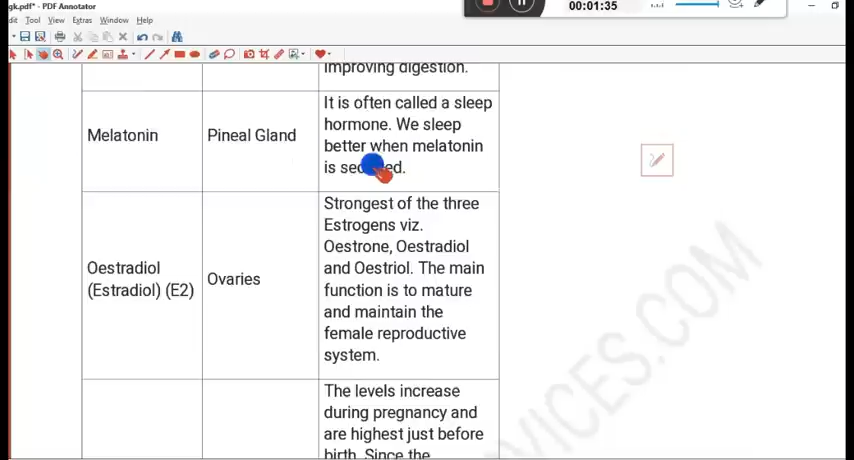 gk.pdf* - PDF Annotator
00:01:35
dit Tool View Extras Window Help
improving digestion.
Melatonin
Pineal Gland
It is often called a sleep
hormone. We sleep
better when melatonin
is
Oestradiol
(Estradiol) (E2)
Ovaries
Strongest of the three
Estrogens viz.
Oestrone, Oestradiol
and Oestriol. The main
function is to mature
and maintain the
female reproductive
system.
The levels increase
during pregnancy and
are highest just before
birth. Since the
VICES.COM